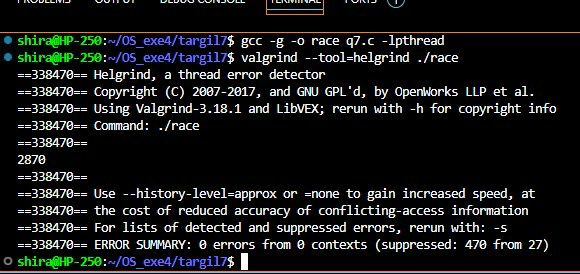 PROBLEMS OUTPUT DEBUG CONSOLE TERMINAL PORTS 1
shira@HP-250:~/OS_exe4/targil7$ gcc -g -o race q7.c -lpthread
shira@HP-250:~/OS_exe4/targil7$ valgrind --tool=helgrind ./race
==338470== Helgrind, a thread error detector
==338470== Copyright (C) 2007-2017, and GNU GPL'd, by OpenWorks LLP et al.
==338470== Using Valgrind-3.18.1 and LibVEX; rerun with -h for copyright info
==338470== Command: ./race
==338470==
2870
==338470==
==338470== Use --history-level=approx or =none to gain increased speed, at
==338470== the cost of reduced accuracy of conflicting-access information
==338470== For lists of detected and suppressed errors, rerun with: -s
==338470== ERROR SUMMARY: 0 errors from 0 contexts (suppressed: 470 from 27)
shira@HP-250:~/OS_exe4/targil7$